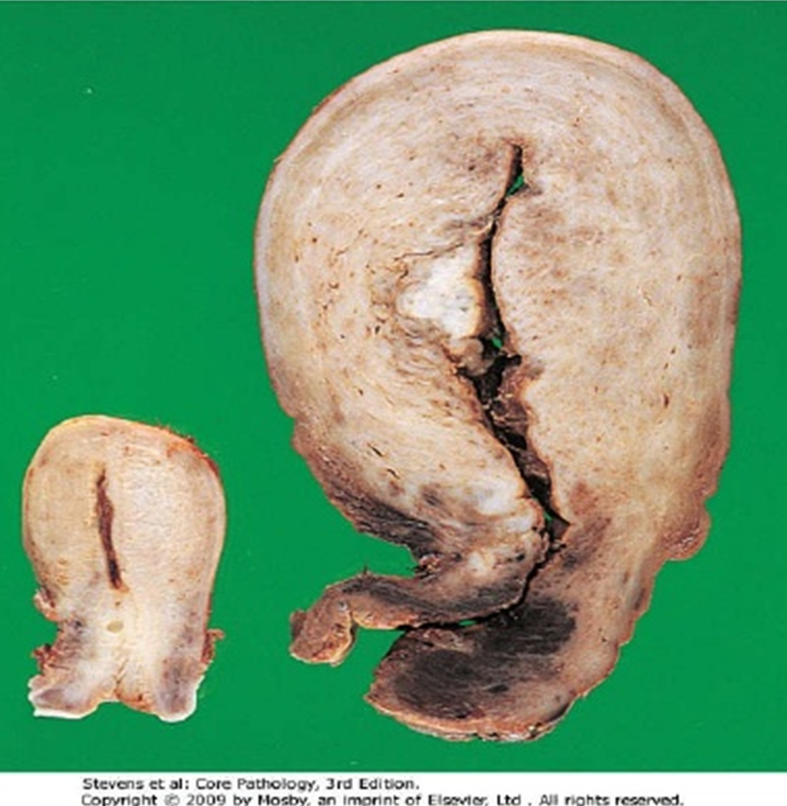 Stevens et al: Core Pathology, 3rd Edition.
Copyright © 2009 by Mosby, an imprint of Elsevier, Ltd . All rights reserved.